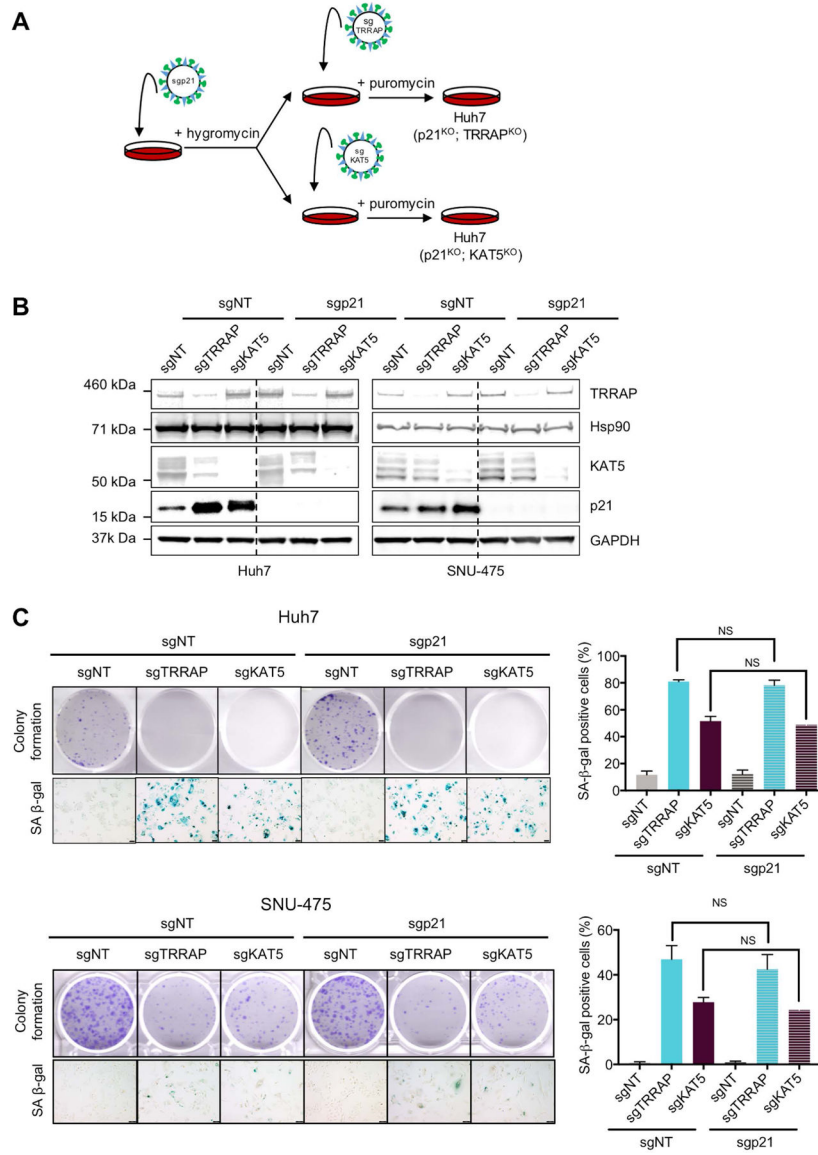 A
sg
TRRAP
sgp21
+ puromycin
+ hygromycin
Huh7
(p21KO; TRRAPKO)
sg
KAT5
+ puromycin
Huh7
(p21KO; KAT5KO)
B
sgNT sgp21 sgNT sgp21
sgNT sgTRRAP sgKAT5 sgNT sgTRRAP sgKAT5 sgNT sgTRRAP sgKAT5 sgNT sgTRRAP sgKAT5
460 kDa TRRAP
71 kDa Hsp90
KAT5
50 kDa
p21
15 kDa
37k Da GAPDH
Huh7 SNU-475
C
Huh7
sgNT sgp21
sgNT sgTRRAP sgKAT5 sgNT sgTRRAP sgKAT5
Colony
formation
SA β-gal
NS
NS
SA-β-gal positive cells (%)
100
80
60
40
20
0
sgNT sgTRRAP sgKAT5 sgNT sgTRRAP sgKAT5
sgNT sgp21
SNU-475
sgNT sgp21
sgNT sgTRRAP sgKAT5 sgNT sgTRRAP sgKAT5
Colony
formation
SA β-gal
NS
NS
SA-β-gal positive cells (%)
60
40
20
0
sgNT sgTRRAP sgKAT5 sgNT sgTRRAP sgKAT5
sgNT sgp21